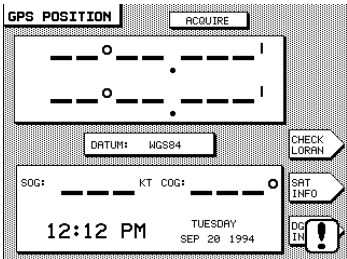 GPS POSITION
ACQUIRE
_ _ _° _ _ . _ _ _'
_ _ _° _ _ . _ _ _'
DATUM: WGS84
CHECK
LORAN
SOG: _ _ _ KT COG: _ _ _°
SAT
INFO
12:12 PM
TUESDAY
SEP 20 1994
!